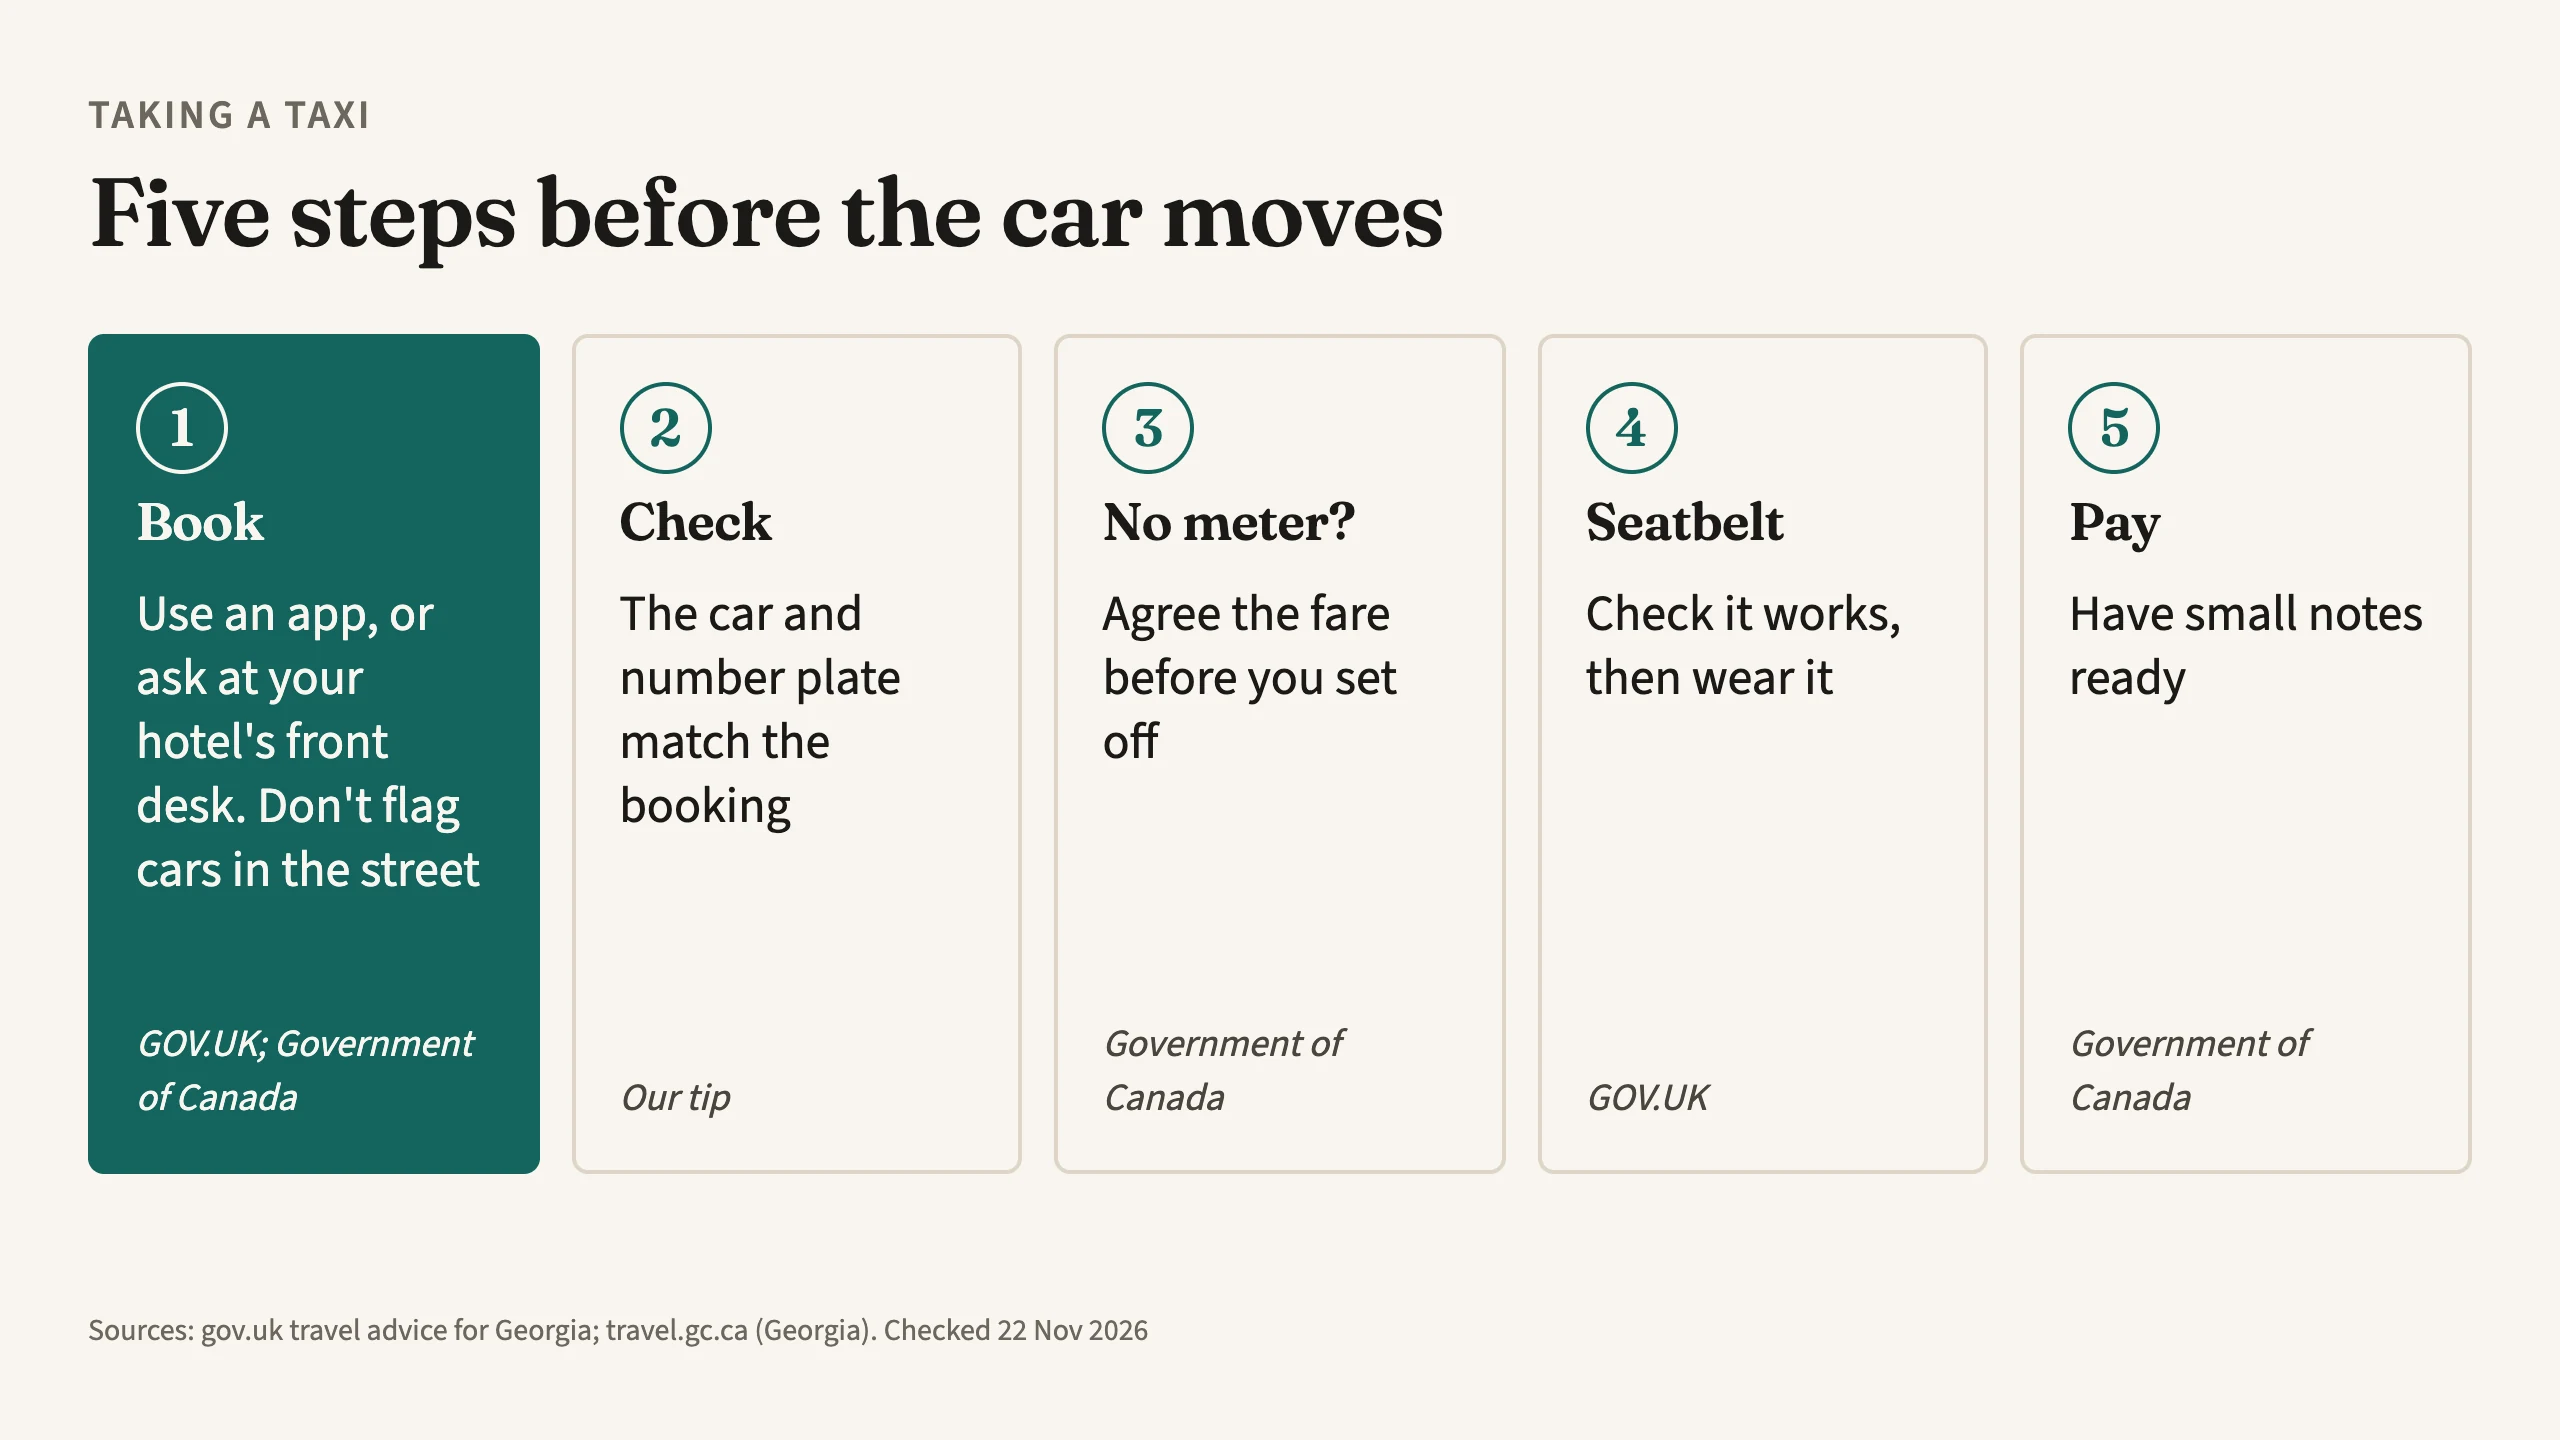 TAKING A TAXI
Five steps before the car moves
1
Book
Use an app, or
ask at your
hotel's front
desk. Don't flag
cars in the street
GOV.UK; Government
of Canada
2
Check
The car and
number plate
match the
booking
Our tip
3
No meter?
Agree the fare
before you set
off
Government of
Canada
4
Seatbelt
Check it works,
then wear it
GOV.UK
5
Pay
Have small notes
ready
Government of
Canada
Sources: gov.uk travel advice for Georgia; travel.gc.ca (Georgia). Checked 22 Nov 2026